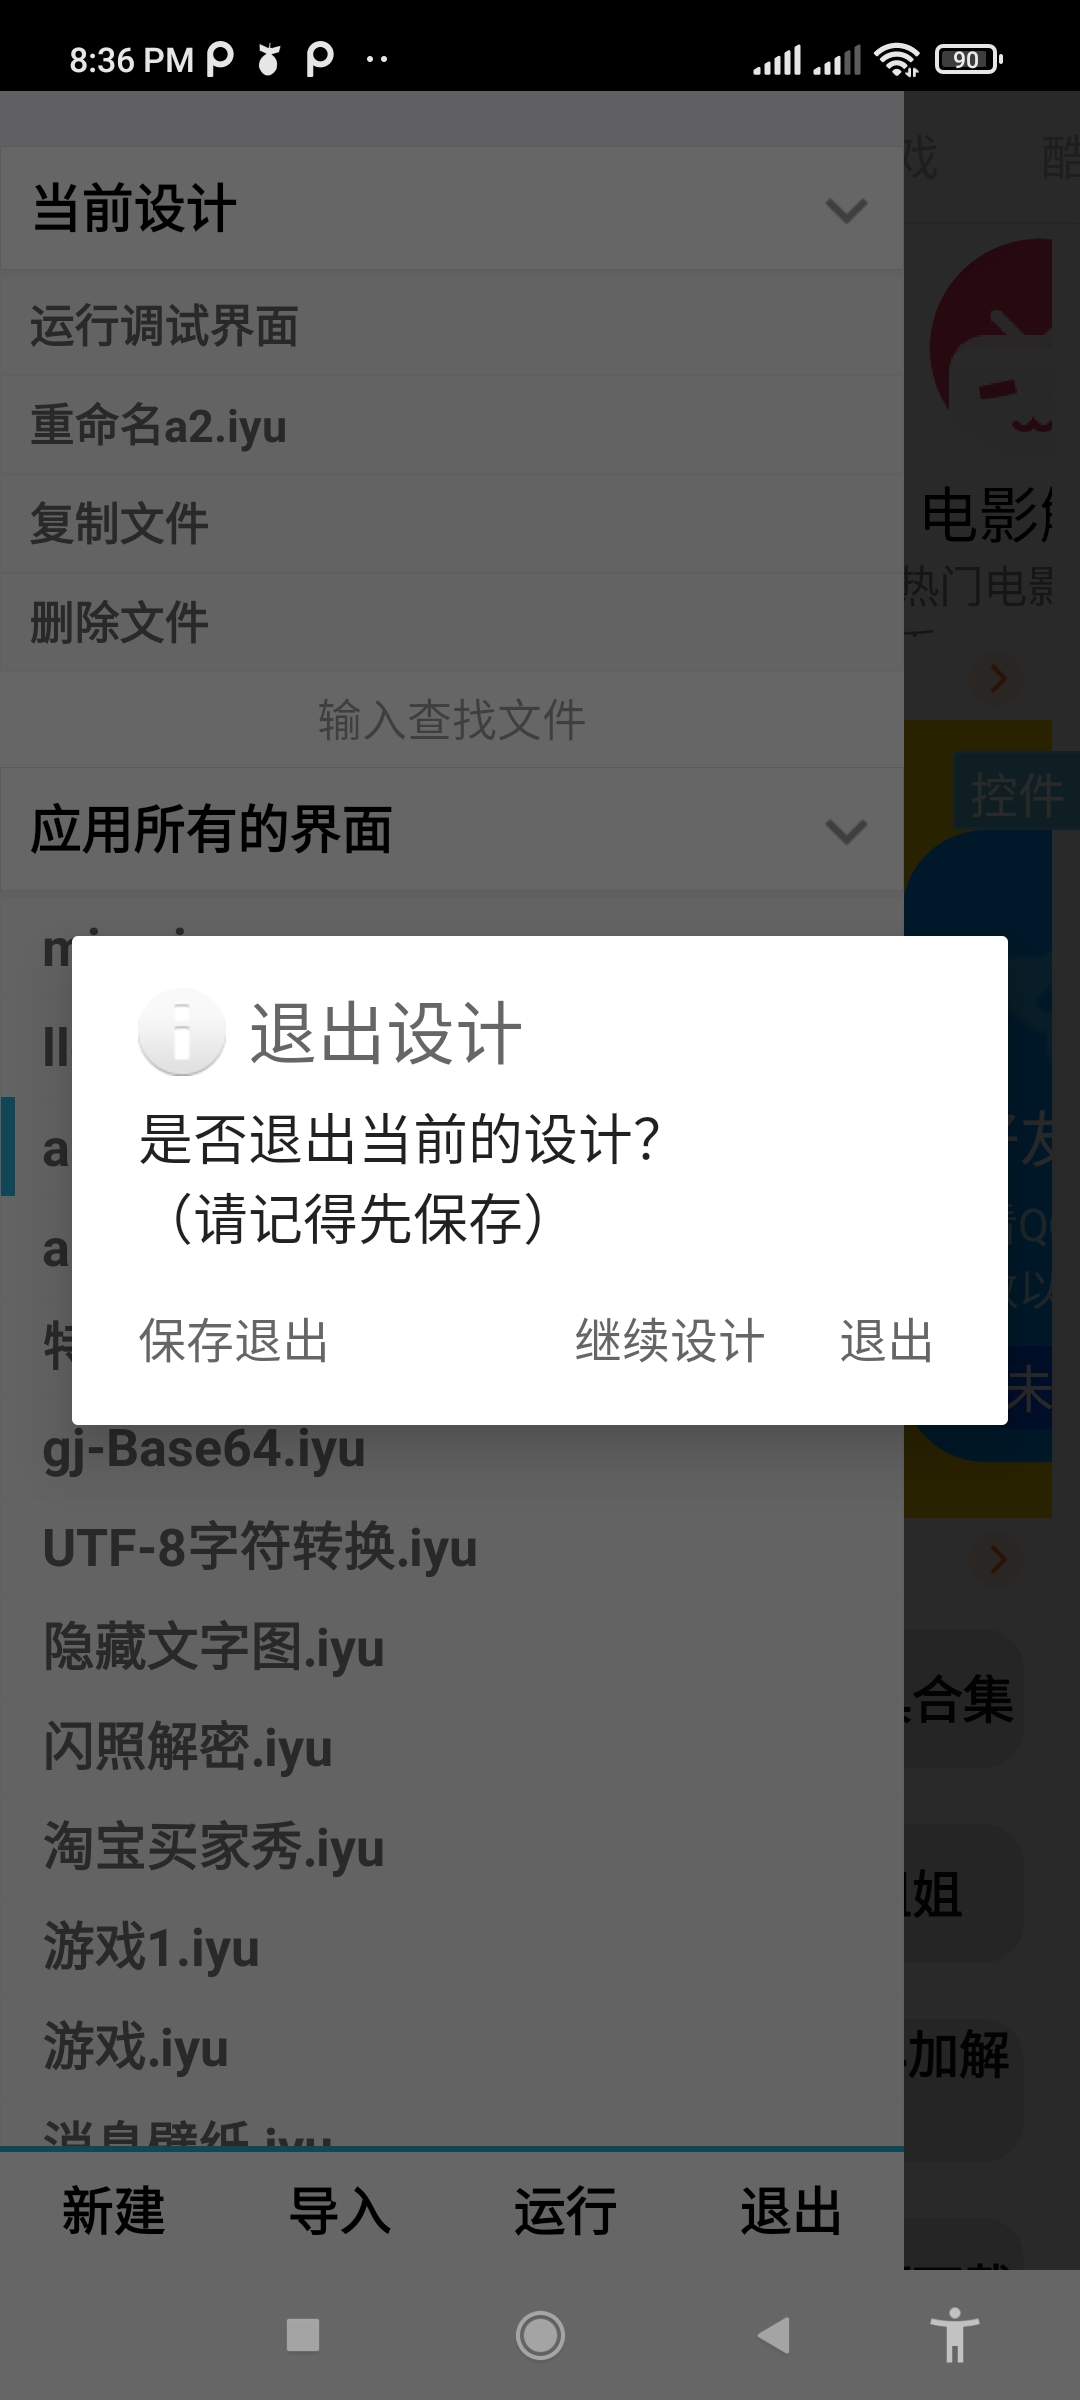 8:36 PM
90
当前设计
戏
酷
运行调试界面
重命名a2.iyu
复制文件
电影
删除文件
热门电影
输入查找文件
控件
应用所有的界面
退出设计
是否退出当前的设计？
（请记得先保存）
保存退出
继续设计
退出
gj-Base64.iyu
UTF-8字符转换.iyu
隐藏文字图.iyu
合集
闪照解密.iyu
淘宝买家秀.iyu
姐
游戏1.iyu
游戏.iyu
加解
消息壁纸.iyu
新建
导入
运行
退出